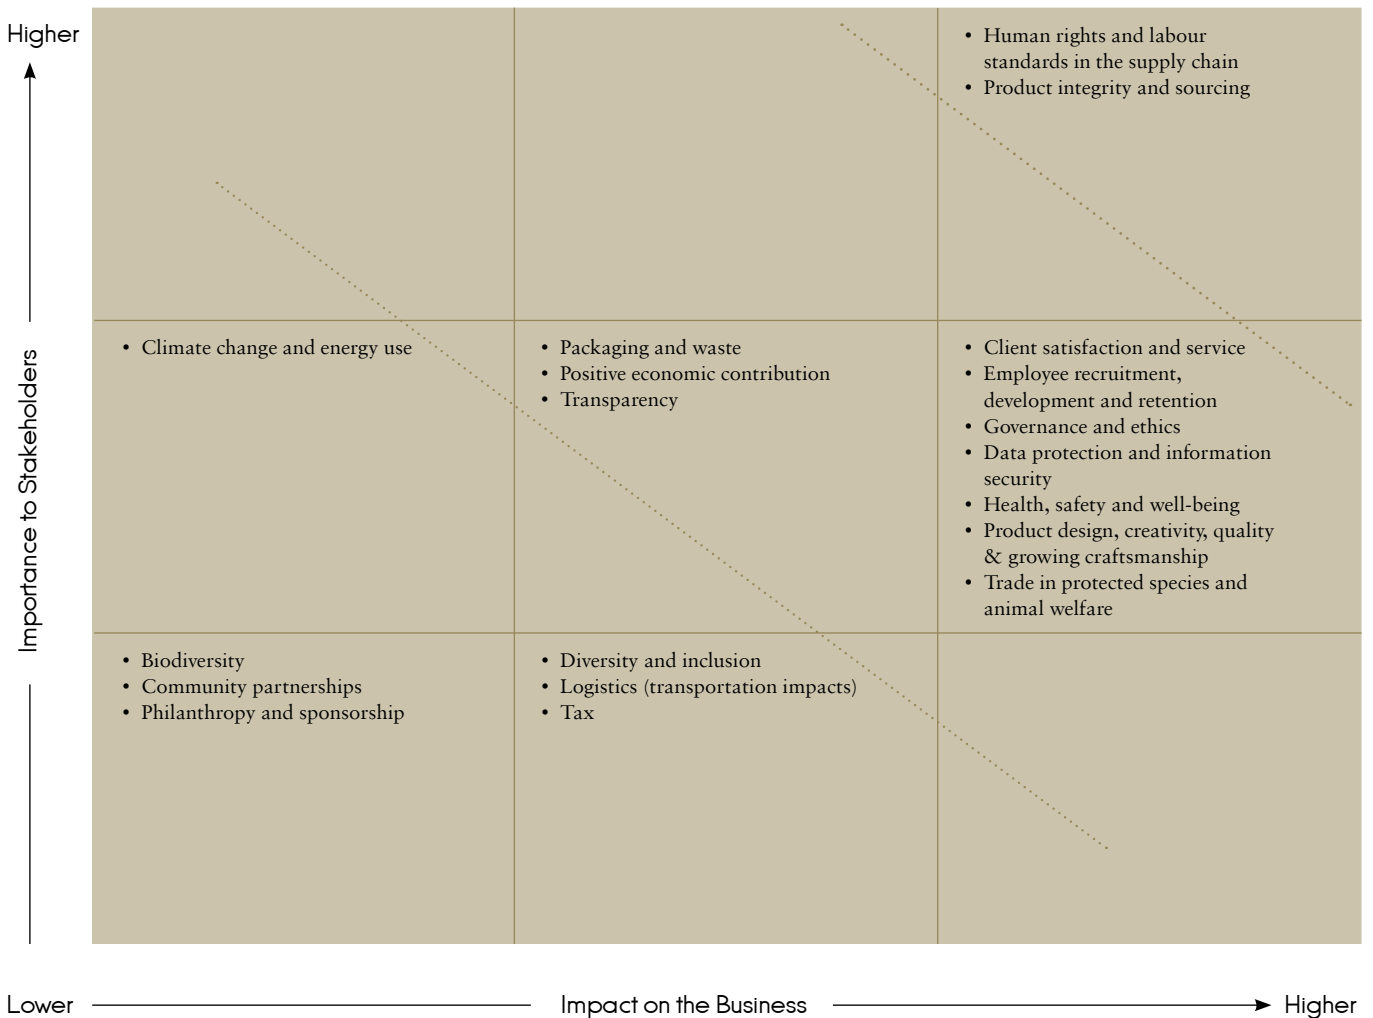 Higher
• Human rights and labour
standards in the supply chain
• Product integrity and sourcing
Importance to Stakeholders
• Climate change and energy use
• Packaging and waste
• Positive economic contribution
• Transparency
• Client satisfaction and service
• Employee recruitment,
development and retention
• Governance and ethics
• Data protection and information
security
• Health, safety and well-being
• Product design, creativity, quality
& growing craftsmanship
• Trade in protected species and
animal welfare
• Biodiversity
• Community partnerships
• Philanthropy and sponsorship
• Diversity and inclusion
• Logistics (transportation impacts)
• Tax
Lower
Impact on the Business
Higher